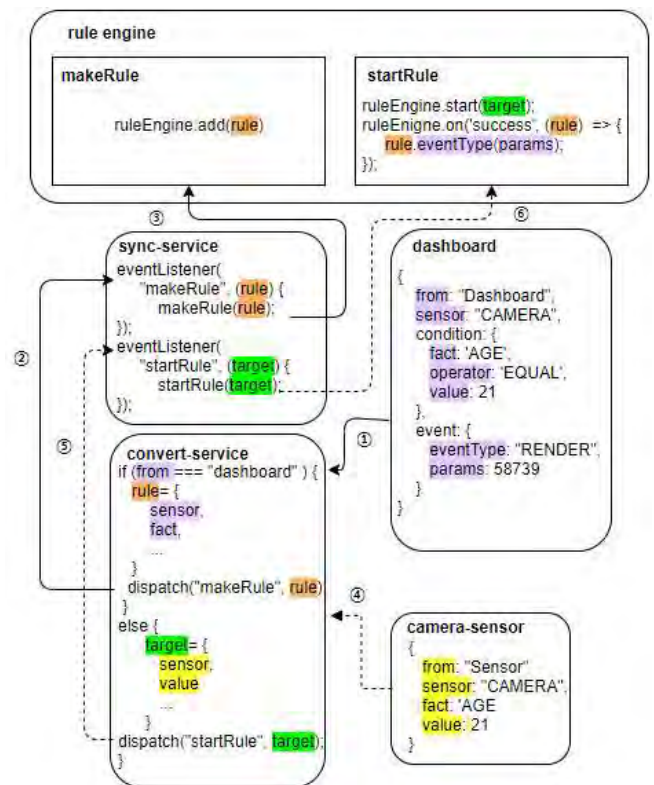 rule engine
makeRule
ruleEngine.add(rule)
startRule
ruleEngine.start(target);
ruleEnigne.on('success', (rule) => {
rule.eventType(params);
});
③
⑥
sync-service
eventListener(
"makeRule", (rule) {
makeRule(rule);
});
eventListener(
"startRule", (target) {
startRule(target);
});
②
⑤
dashboard
{
from: "Dashboard",
sensor: "CAMERA",
condition: {
fact: 'AGE',
operator: 'EQUAL',
value: 21
},
event: {
eventType: "RENDER",
params: 58739
}
}
①
convert-service
if (from === "dashboard" ) {
rule= {
sensor,
fact,
...
}
dispatch("makeRule", rule)
}
else {
target= {
sensor,
value
...
}
dispatch("startRule", target);
}
④
camera-sensor
{
from: "Sensor"
sensor: "CAMERA",
fact: 'AGE
value: 21
}